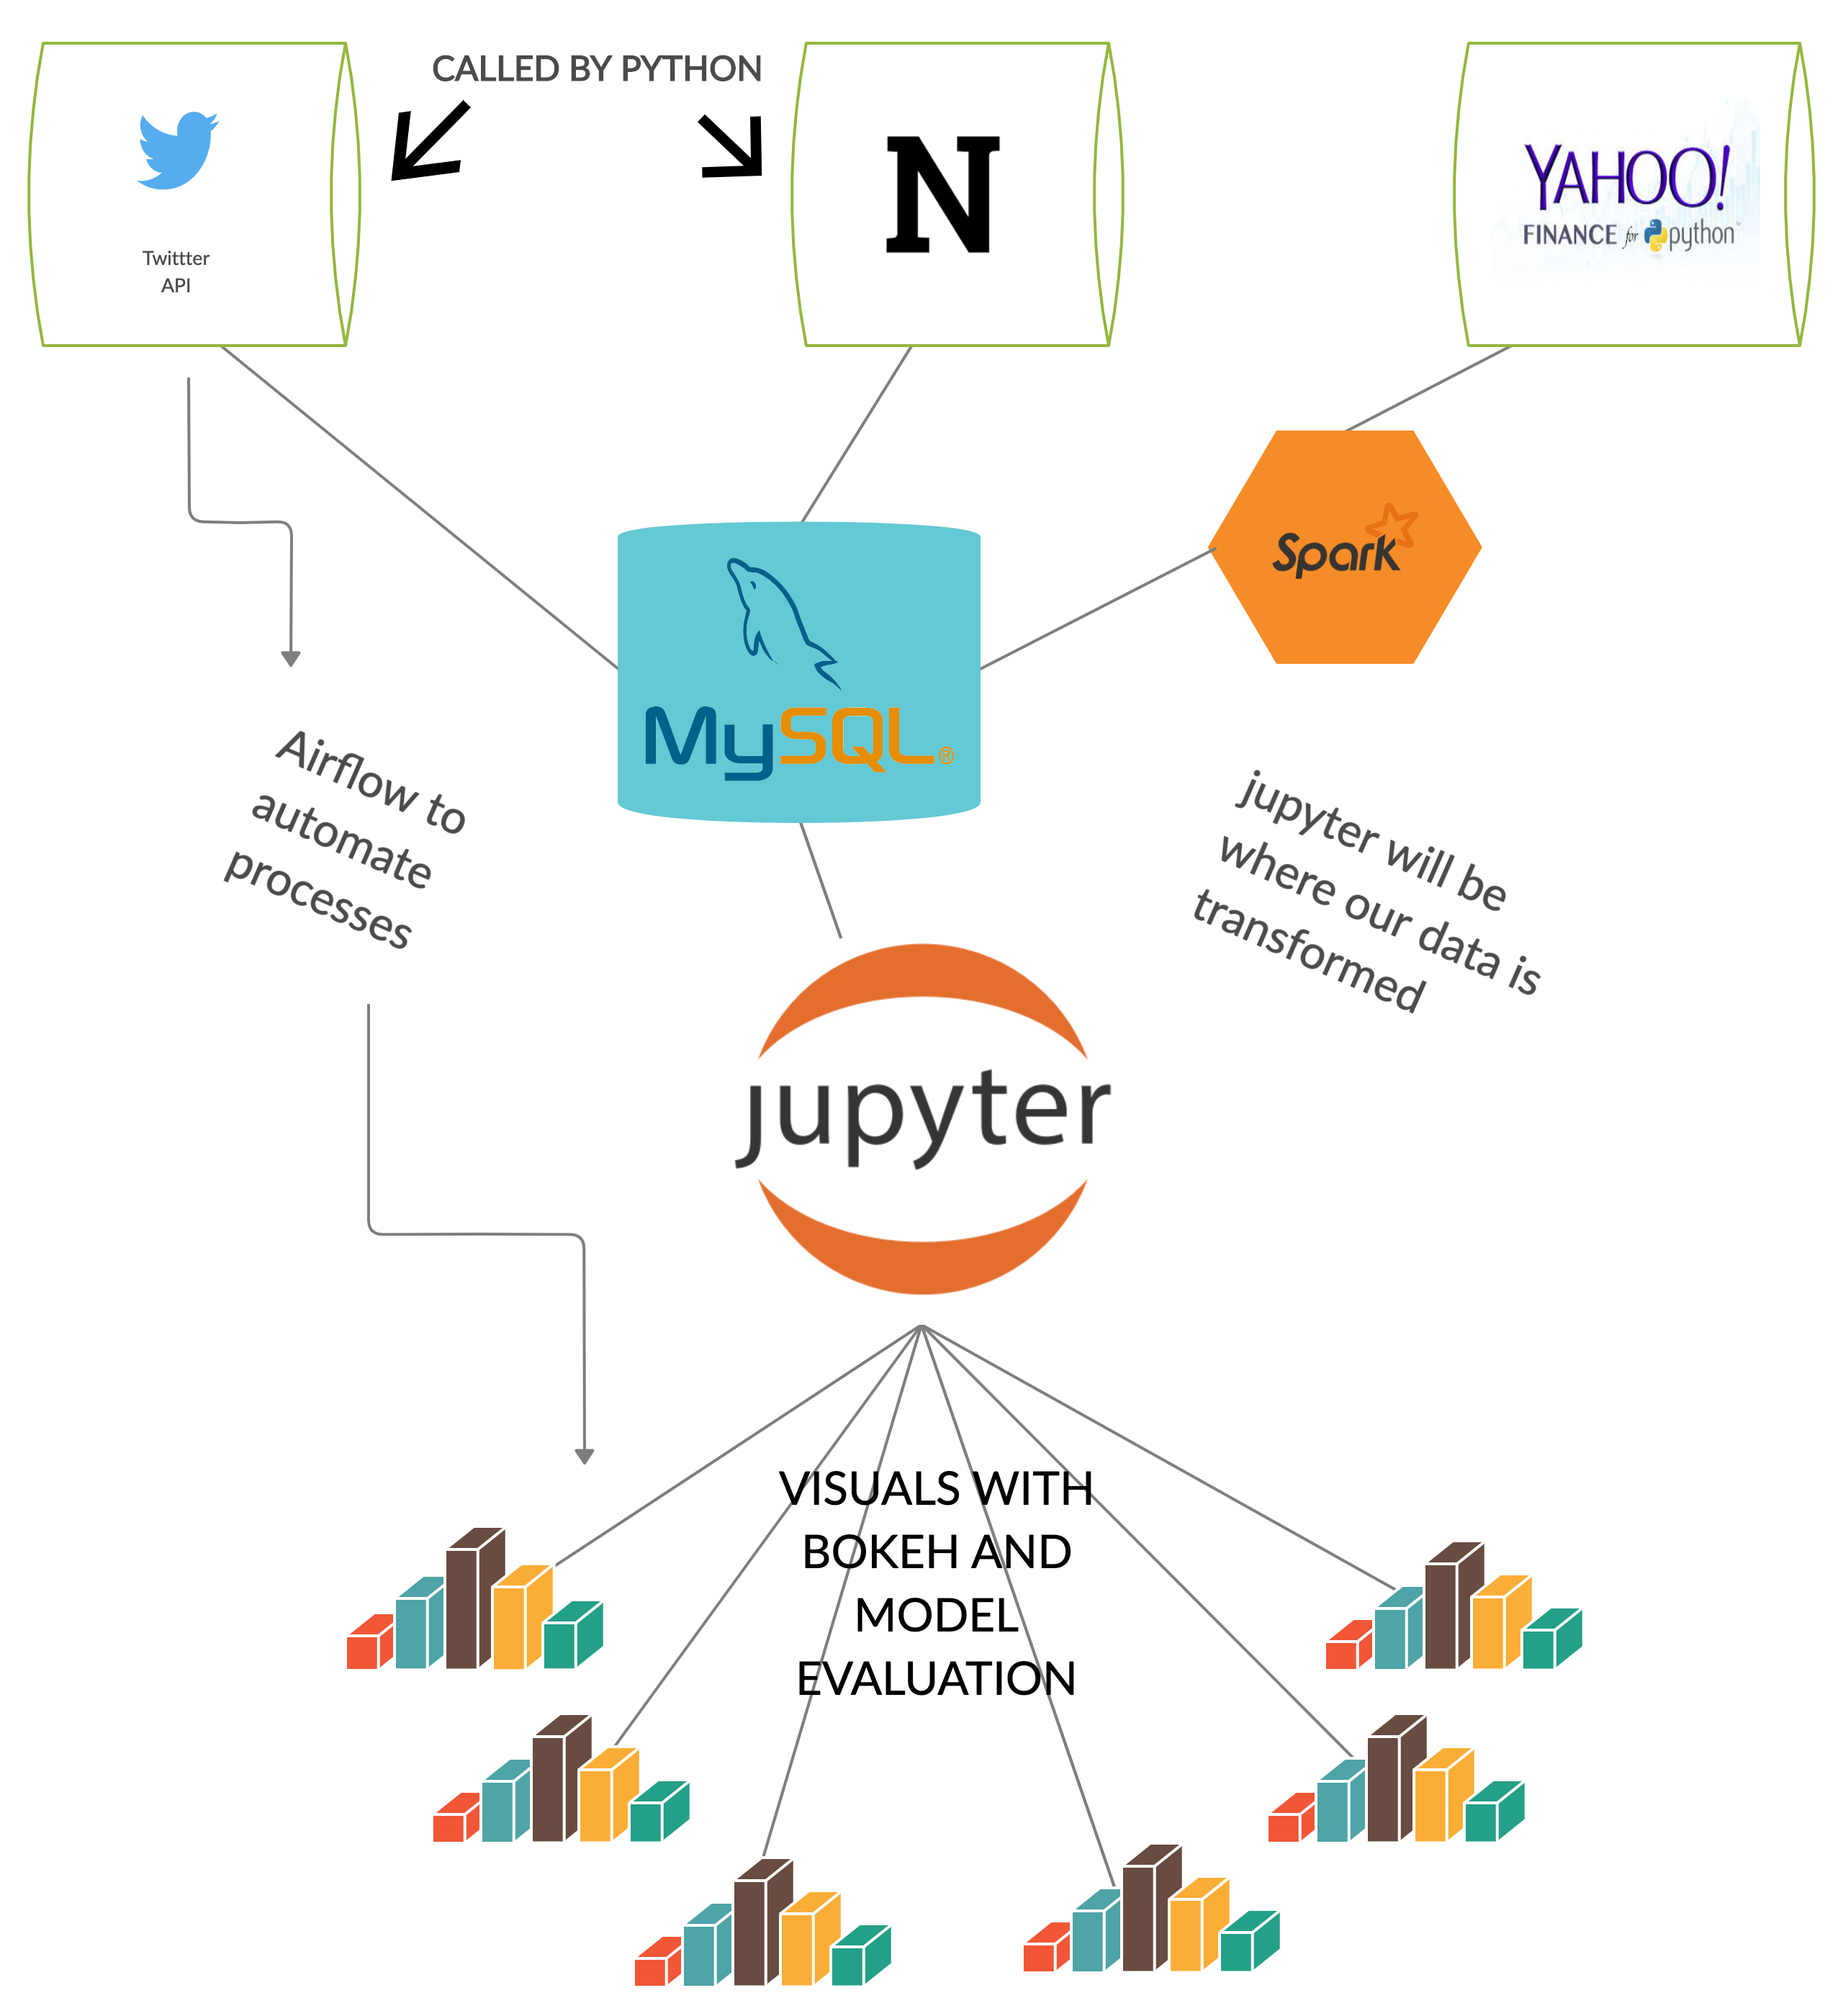 CALLED BY PYTHON
Twittter
API
N
YAHOO!
FINANCE for python™
Spark
MySQL®
Airflow to
automate
processes
jupyter will be
where our data is
transformed
jupyter
VISUALS WITH
BOKEH AND
MODEL
EVALUATION